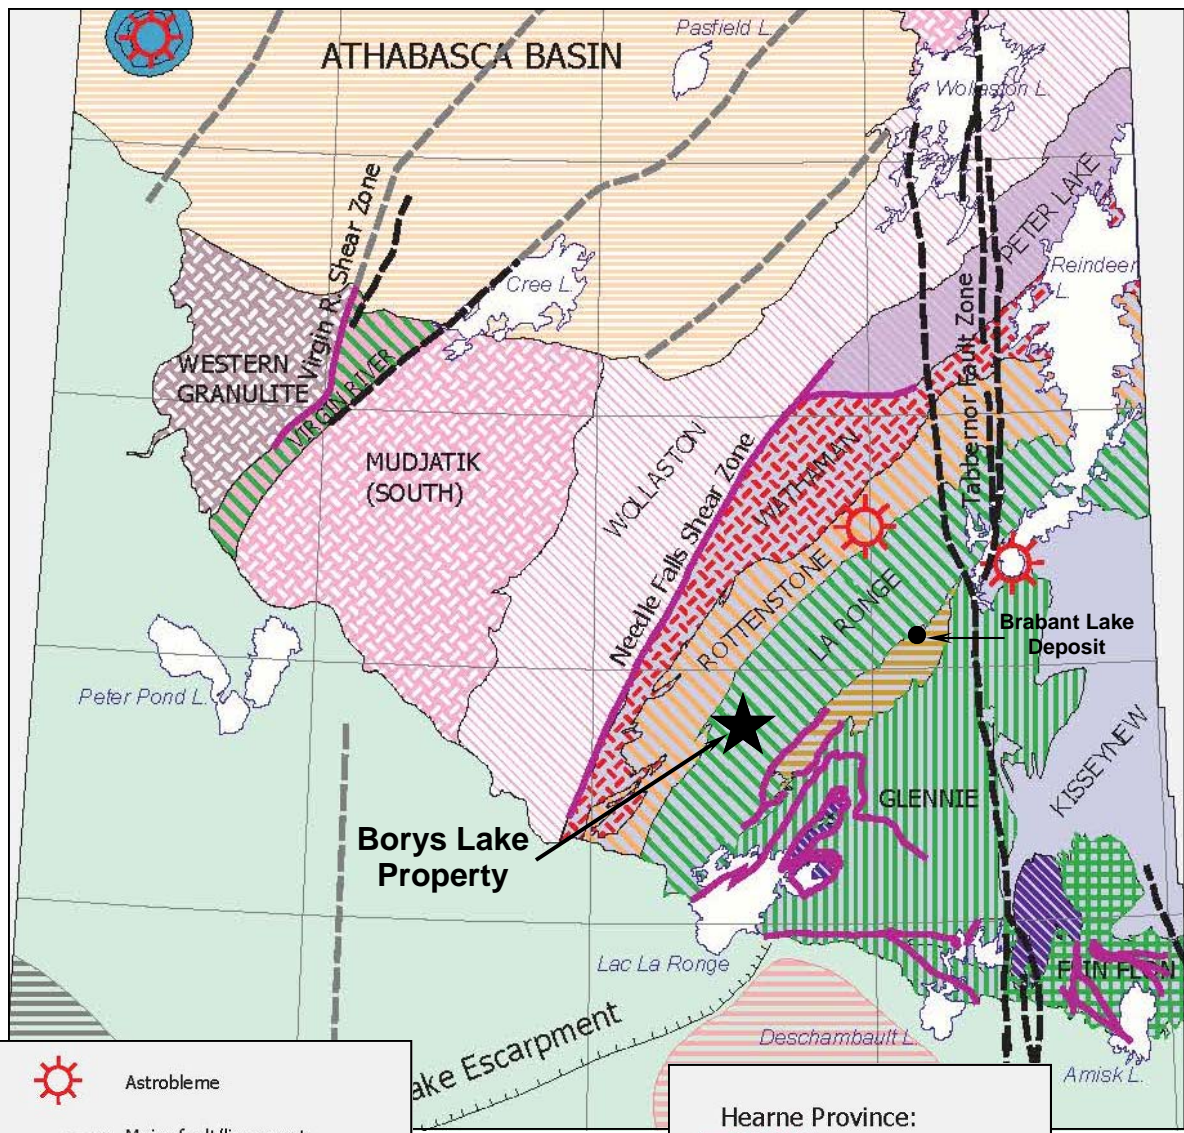 Pasfield L.
ATHABASCA BASIN
Wollaston L.
PETER LAKE
Virgin R. Shear Zone
Cree L.
Reindeer
L.
WESTERN
GRANULITE
VIRGIN RIVER
Tabbernor Fault Zone
MUDJATIK
(SOUTH)
WOLLASTON
Needle Falls Shear Zone
WATHAMAN
ROTTENSTONE
LA RONGE
Brabant Lake
Deposit
Peter Pond L.
KISSEYNEW
GLENNIE
Borys Lake
Property
Lac La Ronge
FLIN FLON
ake Escarpment
Deschambault L.
Amisk L.
Astrobleme
Hearne Province: